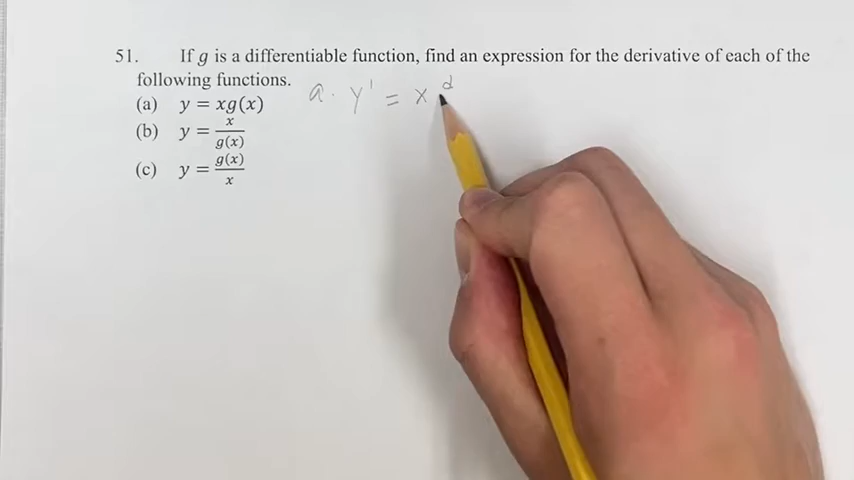 51. If g is a differentiable function, find an expression for the derivative of each of the
following functions.
(a) y = xg(x)
(b) y = x/g(x)
(c) y = g(x)/x
a. y' = x d